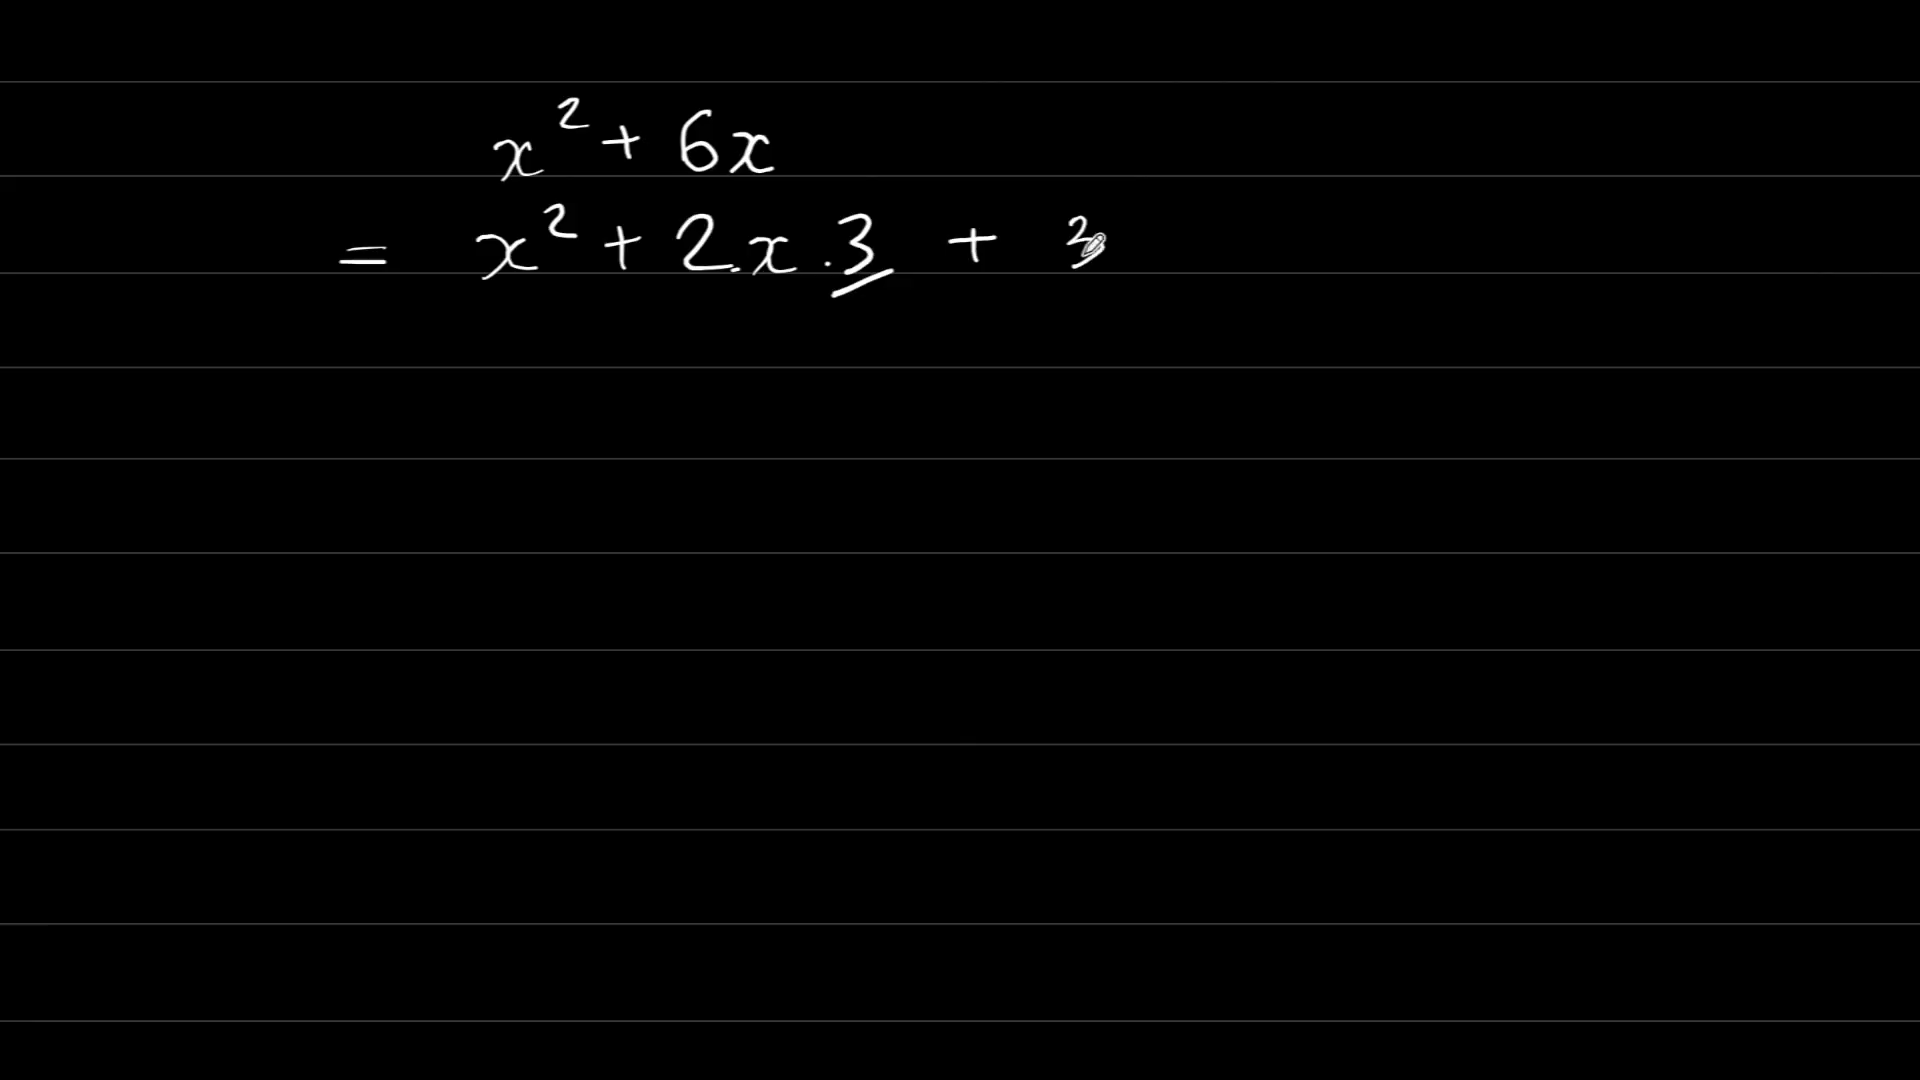 x² + 6x
= x² + 2.x.3 + 3